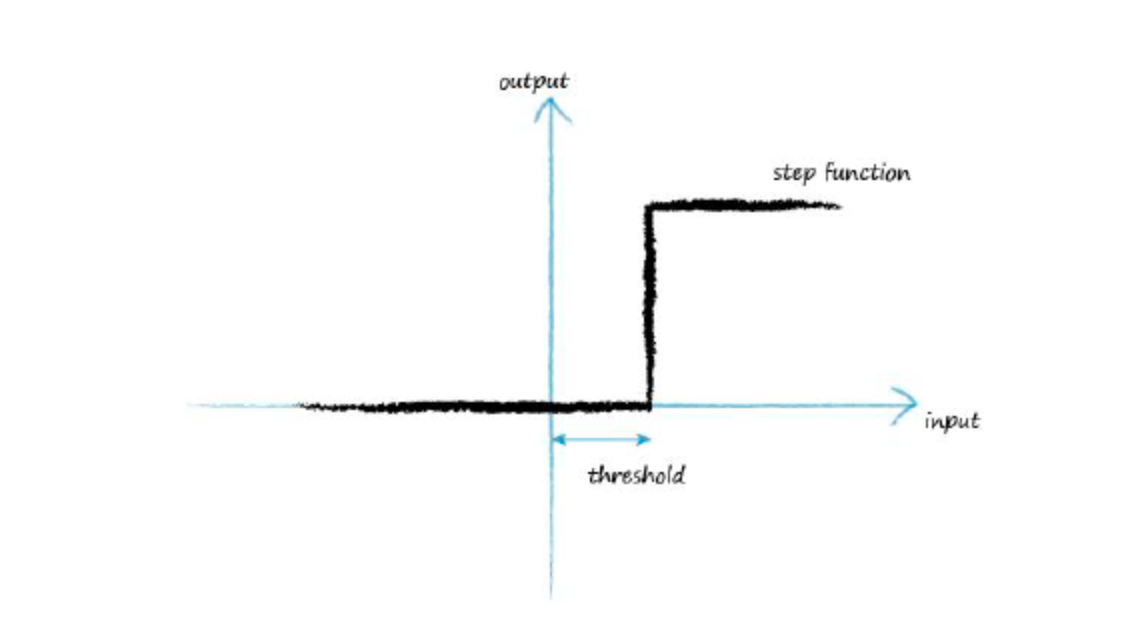 output
step function
input
threshold